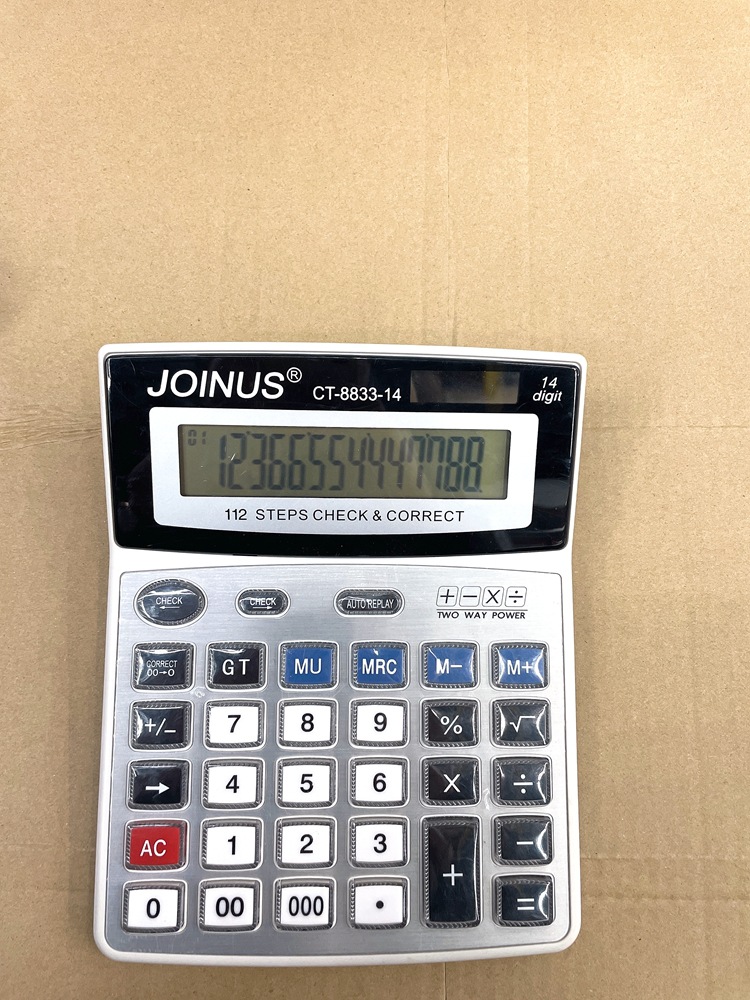 JOINUS®
CT-8833-14
14
digit
01
12366554447788.
112 STEPS CHECK & CORRECT
CHECK ←
CHECK →
AUTO REPLAY
+ − X ÷
TWO WAY POWER
CORRECT
00→0
GT MU MRC M− M+
+/− 7 8 9 % √
→ 4 5 6 X ÷
AC 1 2 3 + −
0 00 000 • =